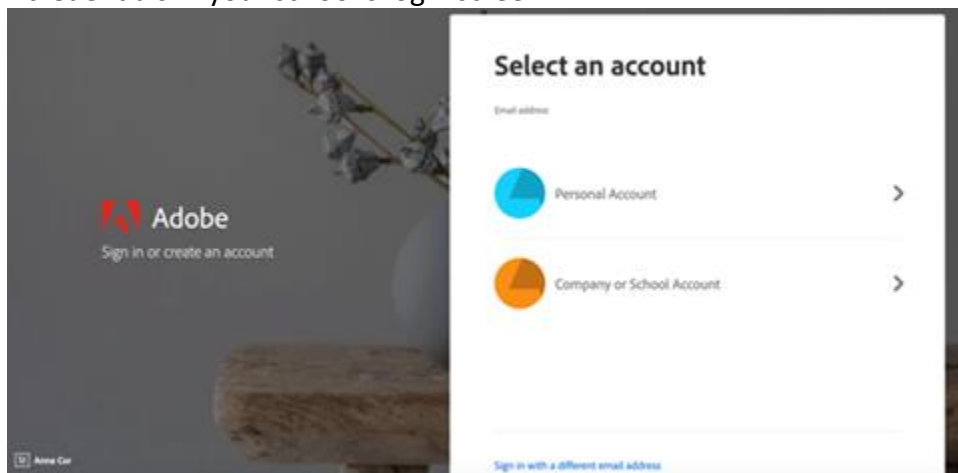 Select an account
Email address
Personal Account
Adobe
Sign in or create an account
Company or School Account
Sign in with a different email address
St Anna Cor